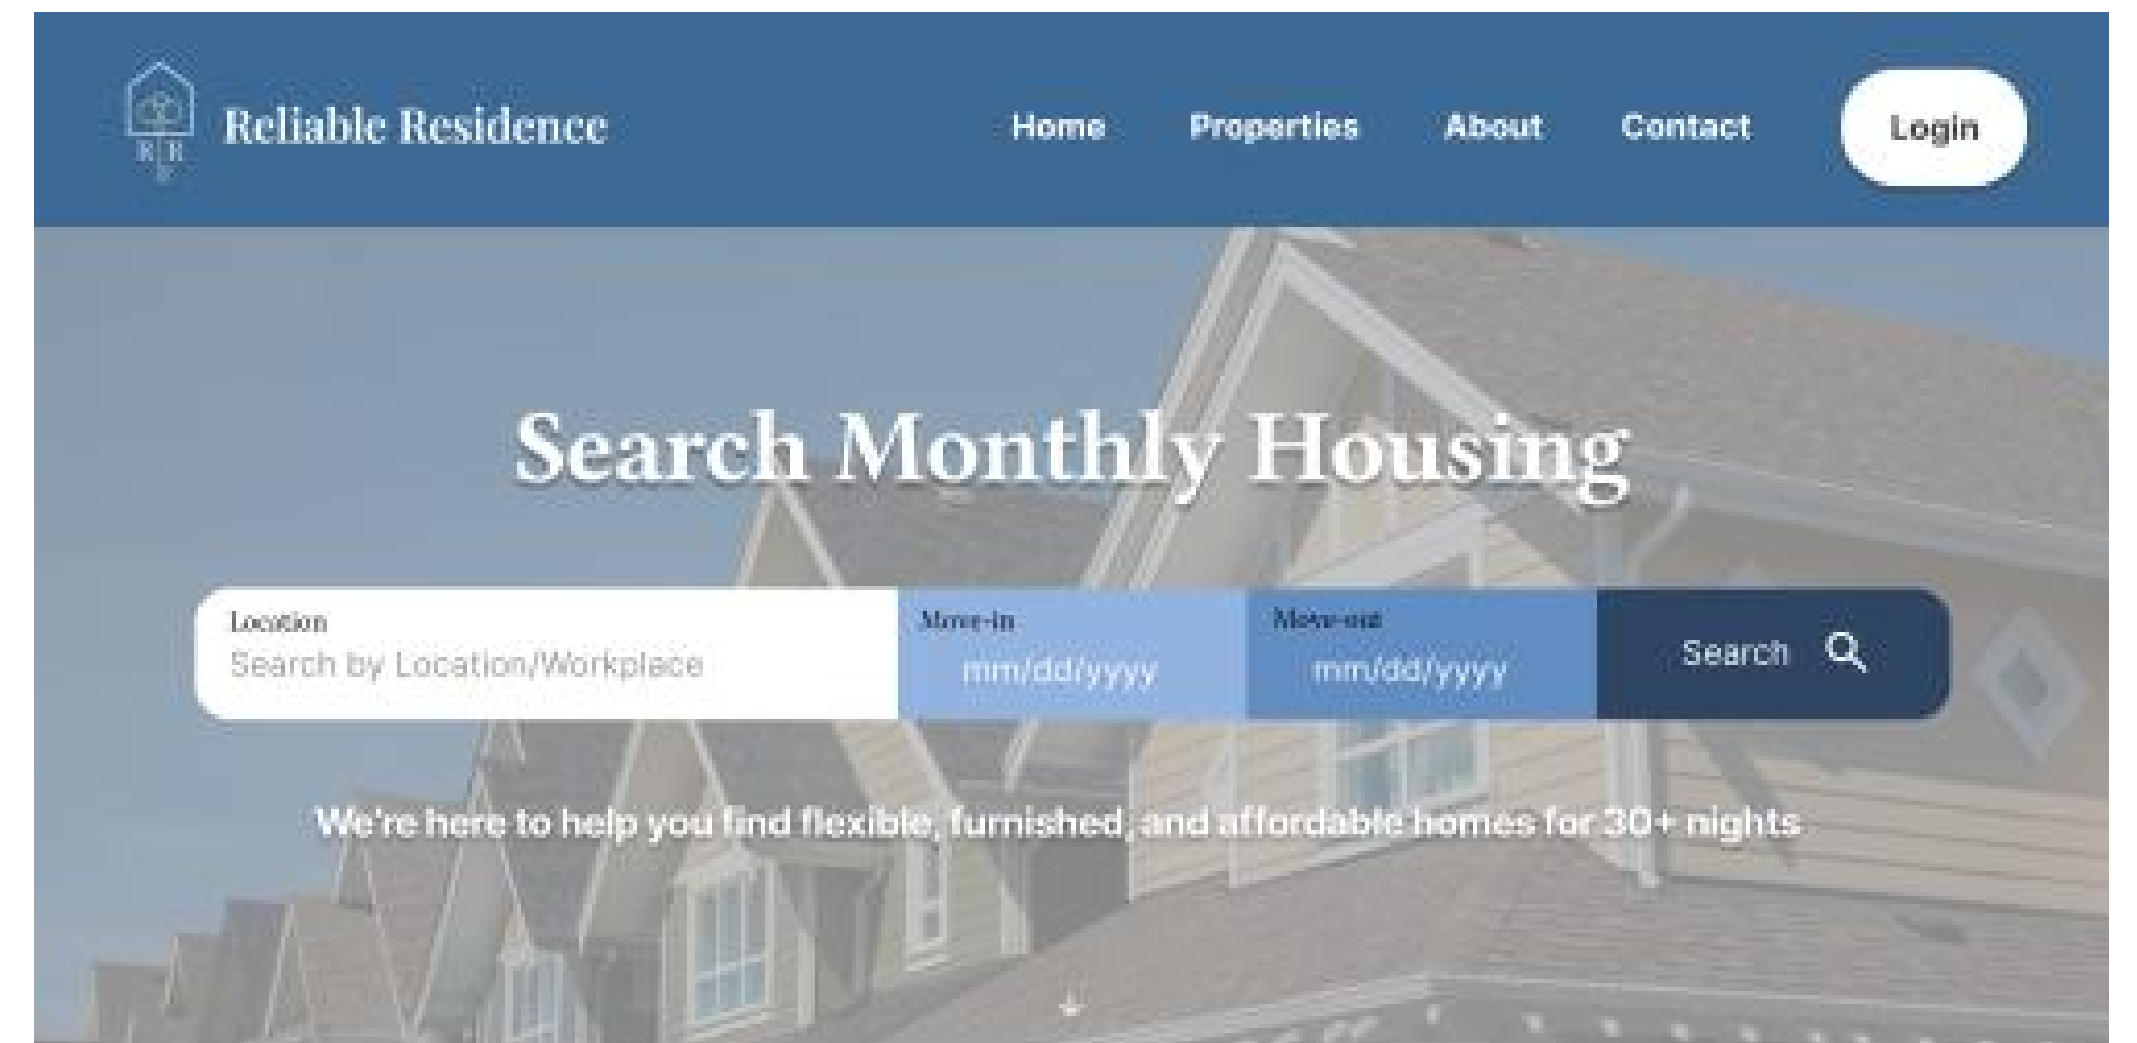 Reliable Residence
Home Properties About Contact Login
R R
Search Monthly Housing
Location Move-in Move-out
Search by Location/Workplace mm/dd/yyyy mm/dd/yyyy Search
We're here to help you find flexible, furnished, and affordable homes for 30+ nights